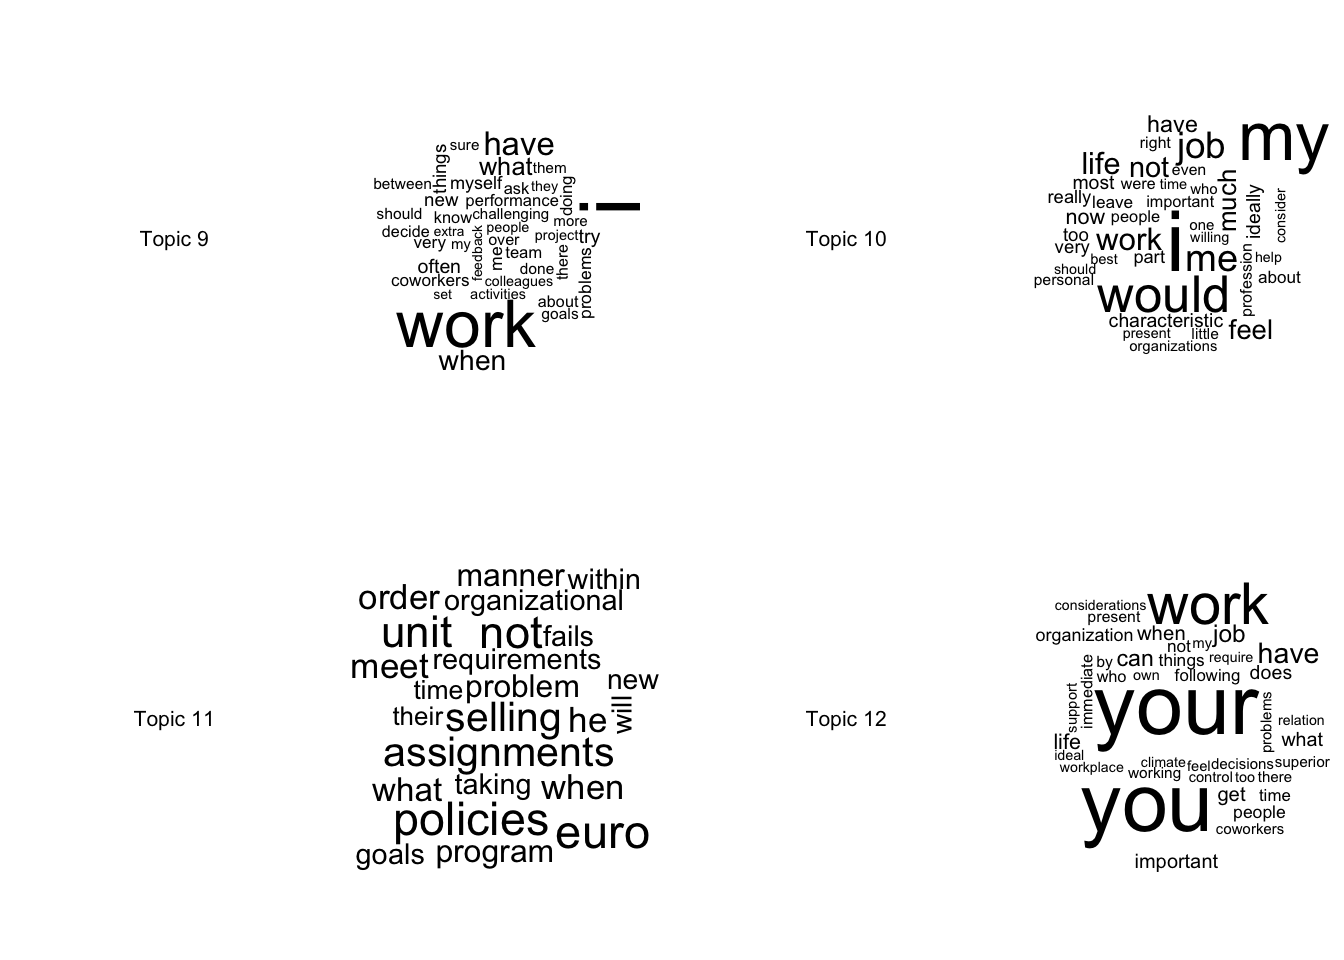 Topic 9
sure have
things
what them
between myself ask they
doing
new performance
i
should know challenging
more
decide extra people
project try
very my feedback me over
team
there
problems
often
done
coworkers colleagues
set activities
about
goals
work
when
Topic 10
have
my
right job
life not even
most were time who
much
ideally
consider
really leave important
now people
i
one
too work willing
very best part me
profession
help
should
about
personal
would
characteristic
feel
present little
organizations
Topic 11
manner within
order organizational
unit not fails
meet requirements
time problem new
will
their selling he
assignments
what taking when
policies euro
goals program
Topic 12
considerations work
present
organization when job
not my
by can things require have
immediate
who own following does
support
your
problems
relation
life what
ideal
climate feel decisions superior
workplace working
control too there
you get time
people
coworkers
important